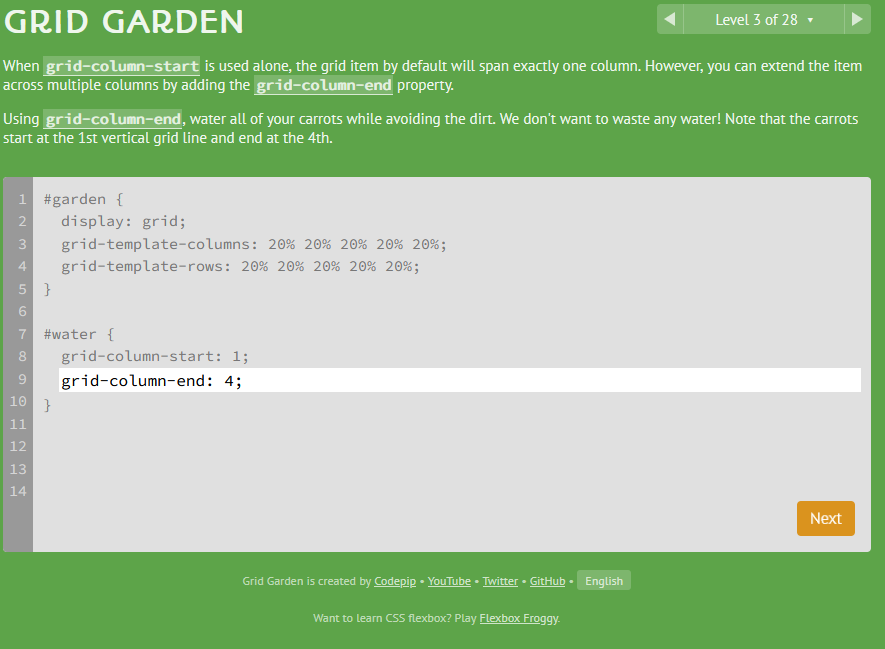 GRID GARDEN
◀ Level 3 of 28 ▾ ▶
When grid-column-start is used alone, the grid item by default will span exactly one column. However, you can extend the item
across multiple columns by adding the grid-column-end property.
Using grid-column-end, water all of your carrots while avoiding the dirt. We don't want to waste any water! Note that the carrots
start at the 1st vertical grid line and end at the 4th.
1 #garden {
2 display: grid;
3 grid-template-columns: 20% 20% 20% 20% 20%;
4 grid-template-rows: 20% 20% 20% 20% 20%;
5 }
6
7 #water {
8 grid-column-start: 1;
9 grid-column-end: 4;
10 }
11
12
13
14
Next
Grid Garden is created by Codepip • YouTube • Twitter • GitHub • English
Want to learn CSS flexbox? Play Flexbox Froggy.